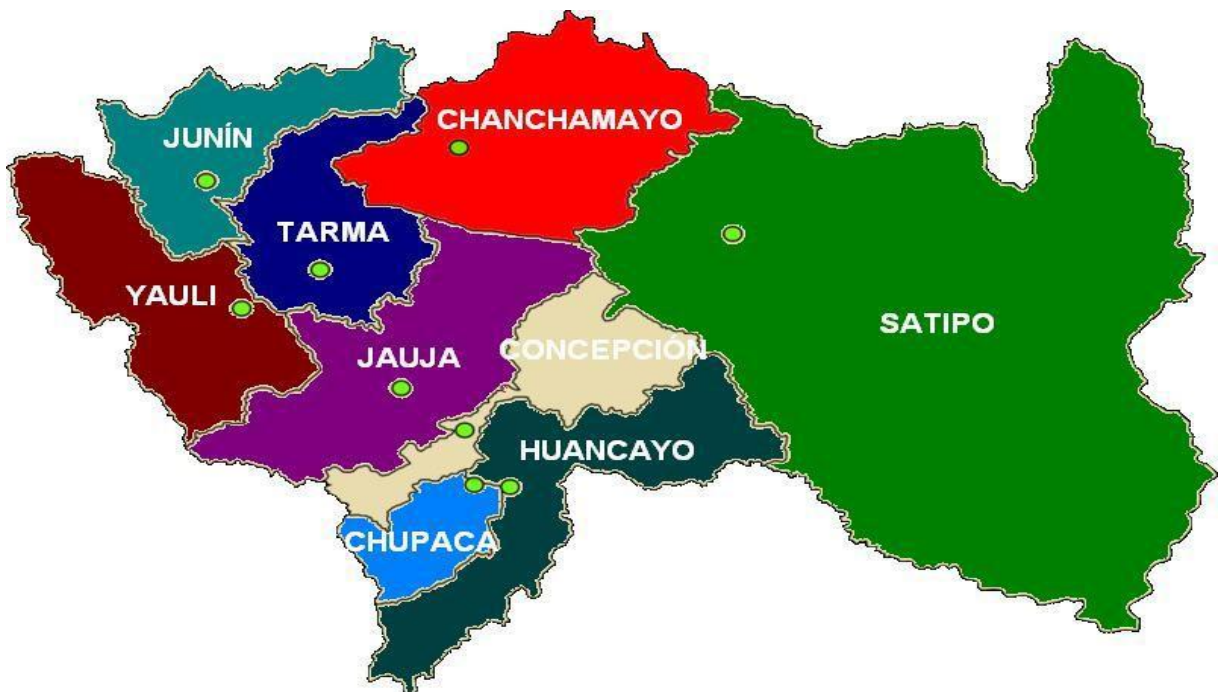 CHANCHAMAYO
JUNÍN
TARMA
YAULI
SATIPO
JAUJA
CONCEPCIÓN
HUANCAYO
CHUPACA